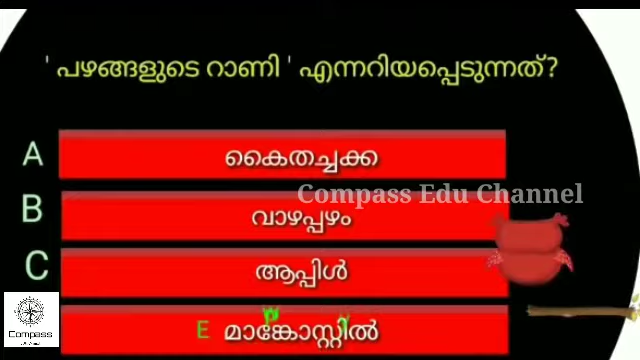 ' പഴങ്ങളുടെ റാണി ' എന്നറിയപ്പെടുന്നത്?
A കൈതച്ചക്ക
Compass Edu Channel
B വാഴപ്പഴം
C ആപ്പിൾ
E മാങ്കോസ്റ്റിൽ
Compass